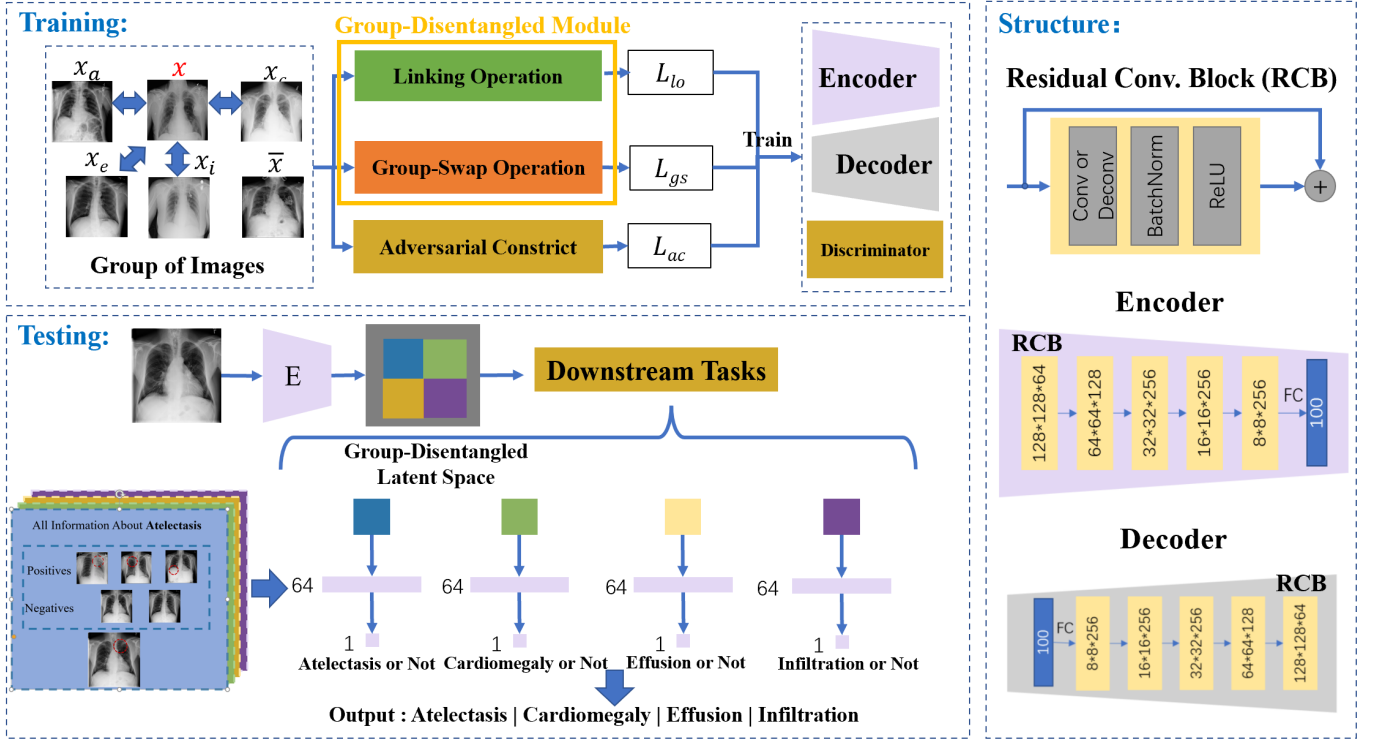 Training:
Group-Disentangled Module
x_a
x
x_c
x_e
x_i
x̅
Group of Images
Linking Operation
Group-Swap Operation
Adversarial Constrict
L_lo
L_gs
L_ac
Train
Encoder
Decoder
Discriminator
Testing:
E
Group-Disentangled
Latent Space
Downstream Tasks
All Information About Atelectasis
Positives
Negatives
64
64
64
64
1
1
1
1
Atelectasis or Not
Cardiomegaly or Not
Effusion or Not
Infiltration or Not
Output : Atelectasis | Cardiomegaly | Effusion | Infiltration
Structure：
Residual Conv. Block (RCB)
Conv or
Deconv
BatchNorm
ReLU
+
Encoder
RCB
128*128*64
64*64*128
32*32*256
16*16*256
8*8*256
FC
100
Decoder
RCB
100
FC
8*8*256
16*16*256
32*32*256
64*64*128
128*128*64